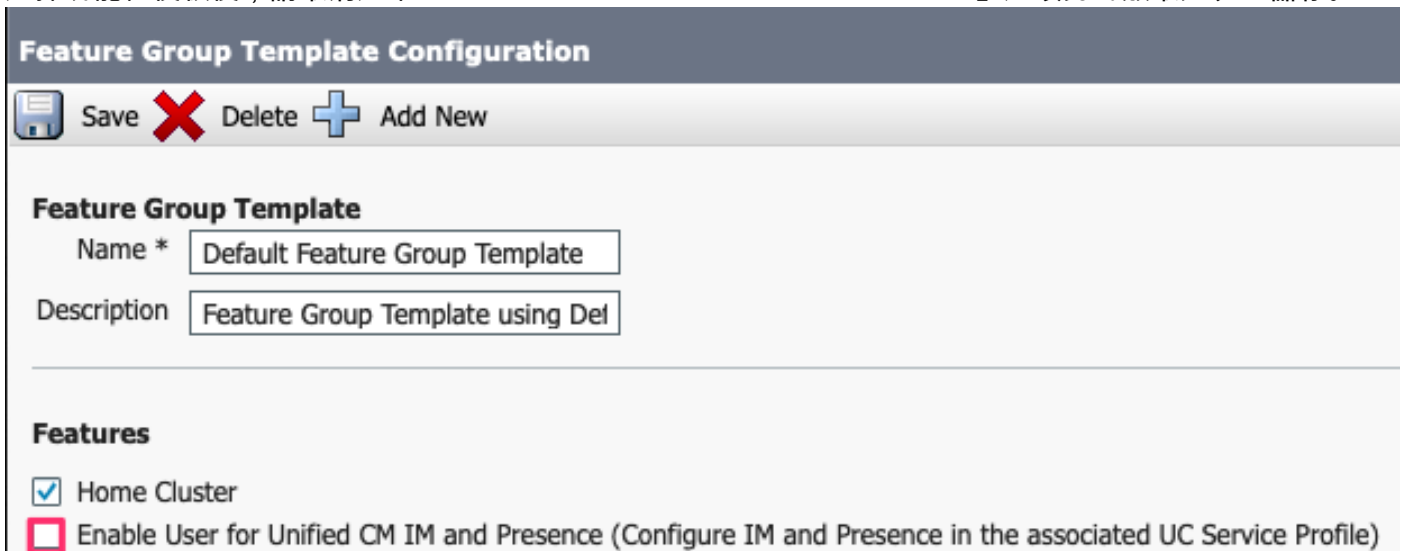 Feature Group Template Configuration
Save Delete Add New
Feature Group Template
Name * Default Feature Group Template
Description Feature Group Template using Def
Features
Home Cluster
Enable User for Unified CM IM and Presence (Configure IM and Presence in the associated UC Service Profile)